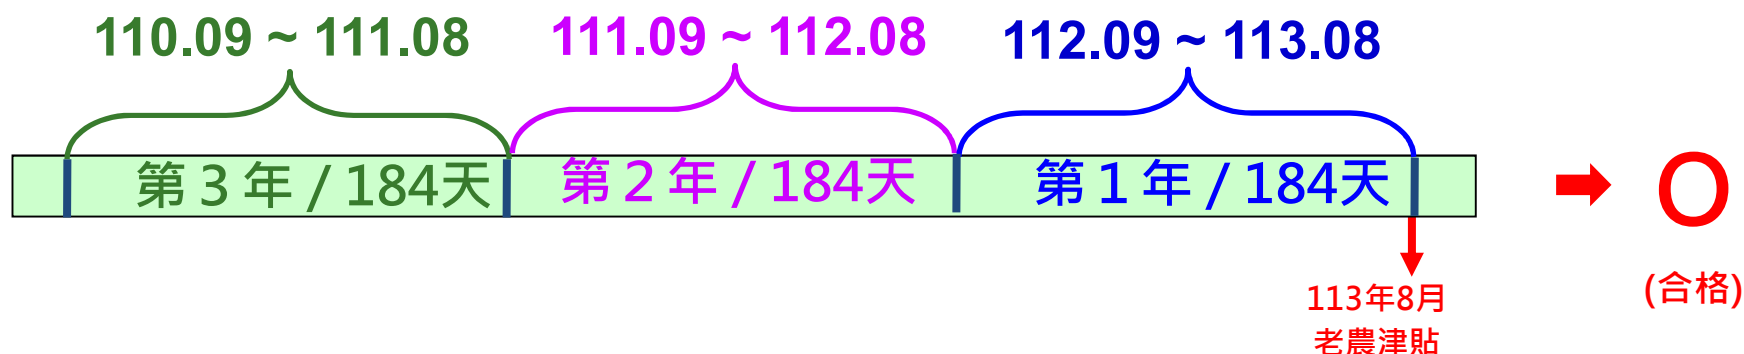 110.09 ~ 111.08
111.09 ~ 112.08
112.09 ~ 113.08
第 3 年 / 184天
第 2 年 / 184天
第 1 年 / 184天
O
(合格)
113年8月
老農津貼